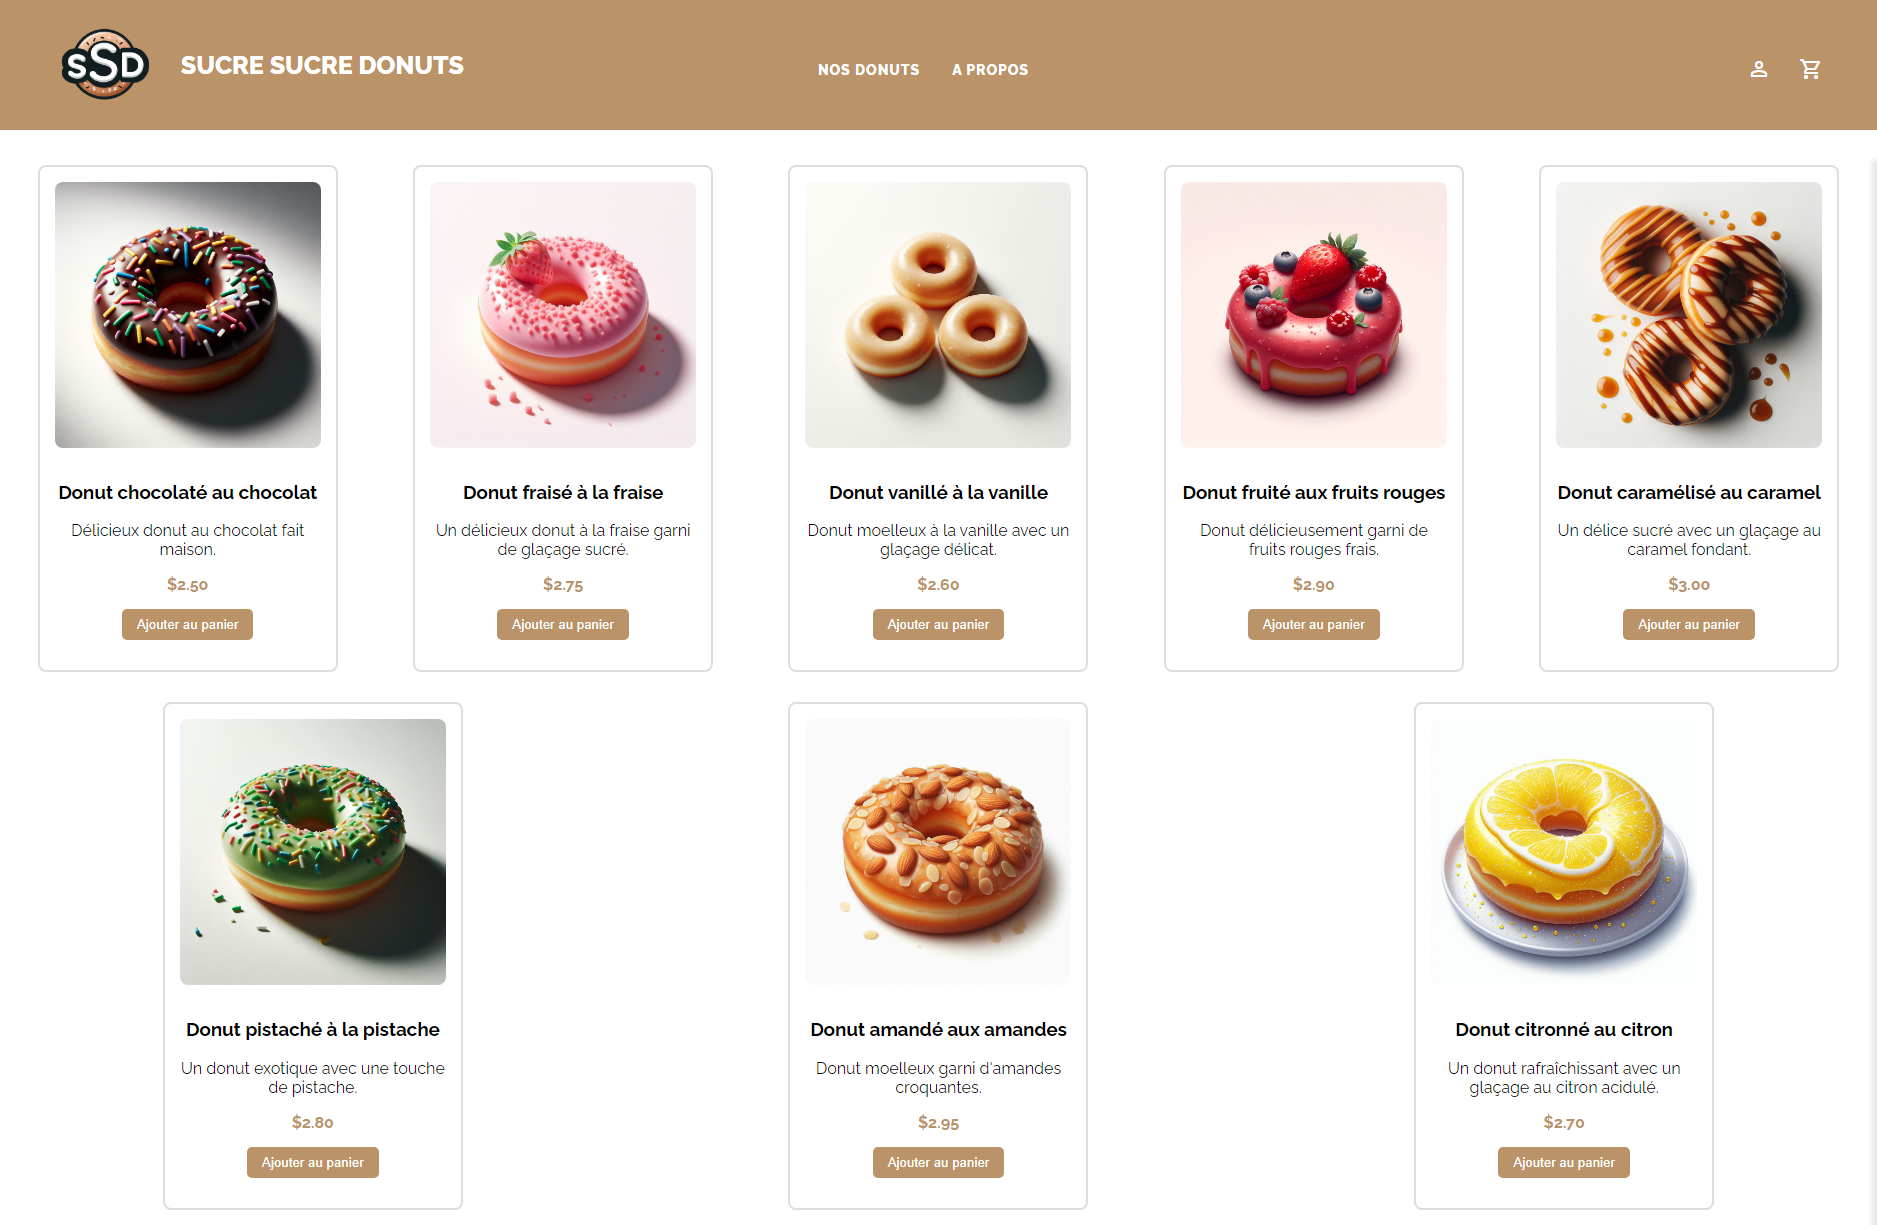 SSD
SUCRE SUCRE DONUTS
NOS DONUTS
A PROPOS
Donut chocolaté au chocolat
Délicieux donut au chocolat fait
maison.
$2.50
Ajouter au panier
Donut fraisé à la fraise
Un délicieux donut à la fraise garni
de glaçage sucré.
$2.75
Ajouter au panier
Donut vanillé à la vanille
Donut moelleux à la vanille avec un
glaçage délicat.
$2.60
Ajouter au panier
Donut fruité aux fruits rouges
Donut délicieusement garni de
fruits rouges frais.
$2.90
Ajouter au panier
Donut caramélisé au caramel
Un délice sucré avec un glaçage au
caramel fondant.
$3.00
Ajouter au panier
Donut pistaché à la pistache
Un donut exotique avec une touche
de pistache.
$2.80
Ajouter au panier
Donut amandé aux amandes
Donut moelleux garni d'amandes
croquantes.
$2.95
Ajouter au panier
Donut citronné au citron
Un donut rafraîchissant avec un
glaçage au citron acidulé.
$2.70
Ajouter au panier